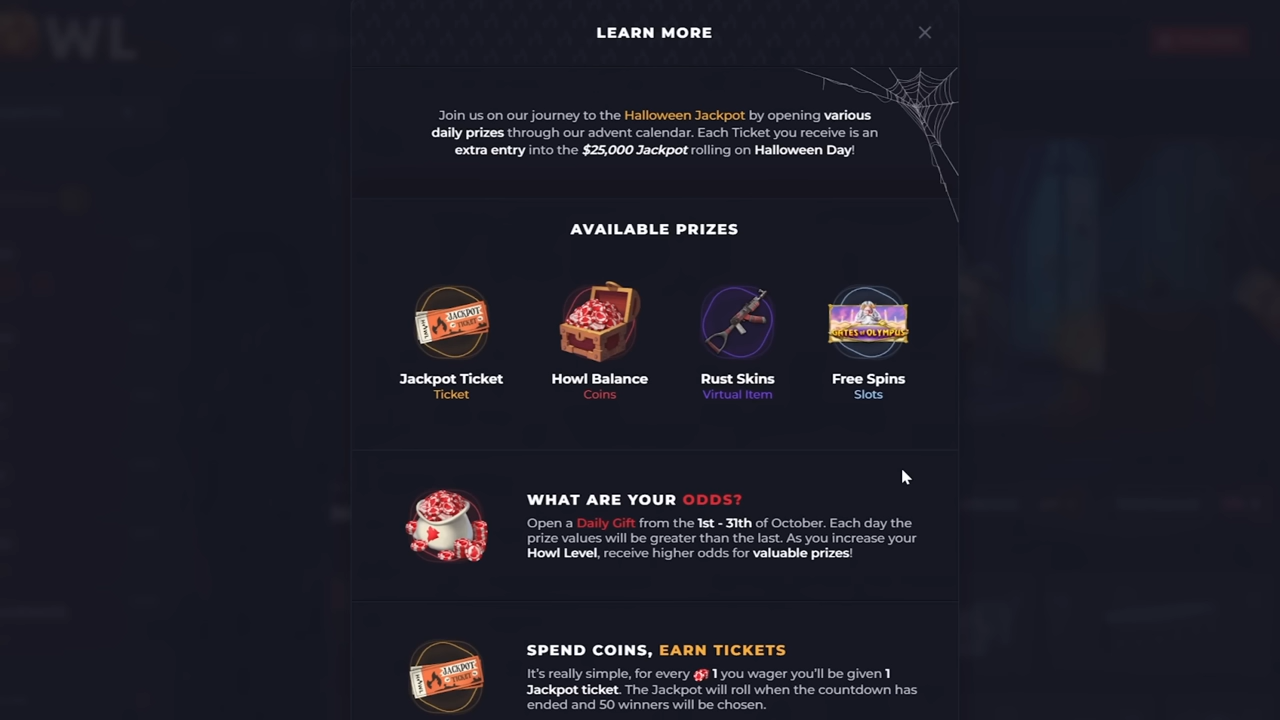 WL
LEARN MORE
Join us on our journey to the Halloween Jackpot by opening various
daily prizes through our advent calendar. Each Ticket you receive is an
extra entry into the $25,000 Jackpot rolling on Halloween Day!
AVAILABLE PRIZES
JACKPOT
TICKET
GATES of OLYMPUS
Jackpot Ticket
Ticket
Howl Balance
Coins
Rust Skins
Virtual Item
Free Spins
Slots
WHAT ARE YOUR ODDS?
Open a Daily Gift from the 1st - 31th of October. Each day the
prize values will be greater than the last. As you increase your
Howl Level, receive higher odds for valuable prizes!
JACKPOT
TICKET
SPEND COINS, EARN TICKETS
It's really simple, for every 1 you wager you'll be given 1
Jackpot ticket. The Jackpot will roll when the countdown has
ended and 50 winners will be chosen.